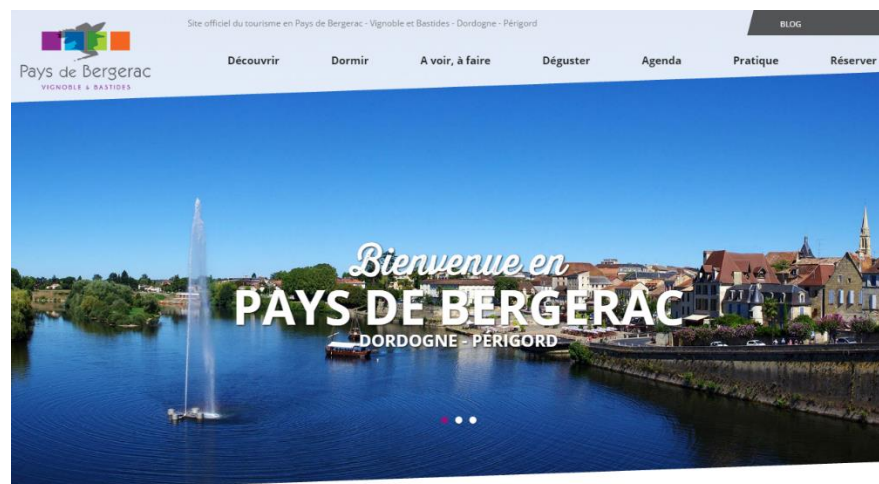 Site officiel du tourisme en Pays de Bergerac - Vignoble et Bastides - Dordogne - Périgord
BLOG
Pays de Bergerac
VIGNOBLE & BASTIDES
Découvrir
Dormir
A voir, à faire
Déguster
Agenda
Pratique
Réserver
Bienvenue en
PAYS DE BERGERAC
DORDOGNE - PÉRIGORD